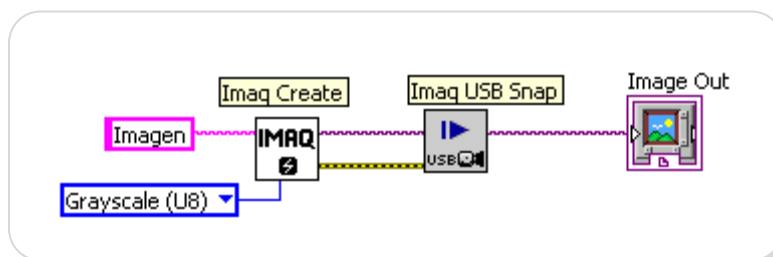 Imaq Create
Imaq USB Snap
Image Out
Imagen
IMAQ
USB
Grayscale (U8)